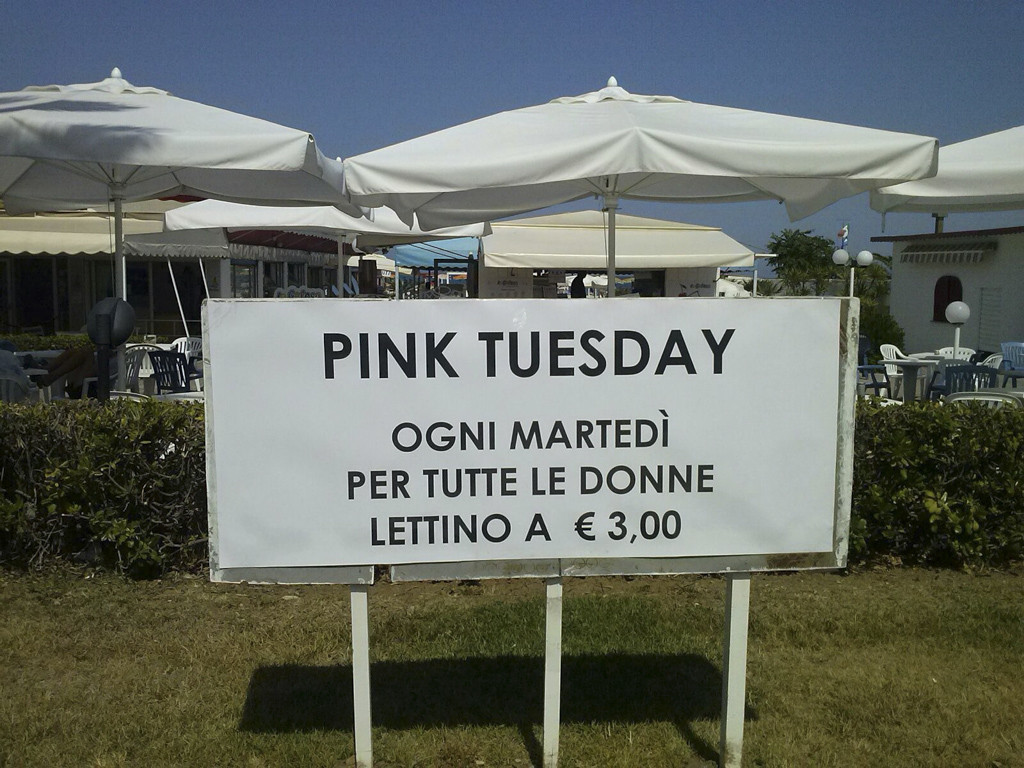 PINK TUESDAY
OGNI MARTEDÌ
PER TUTTE LE DONNE
LETTINO A € 3,00